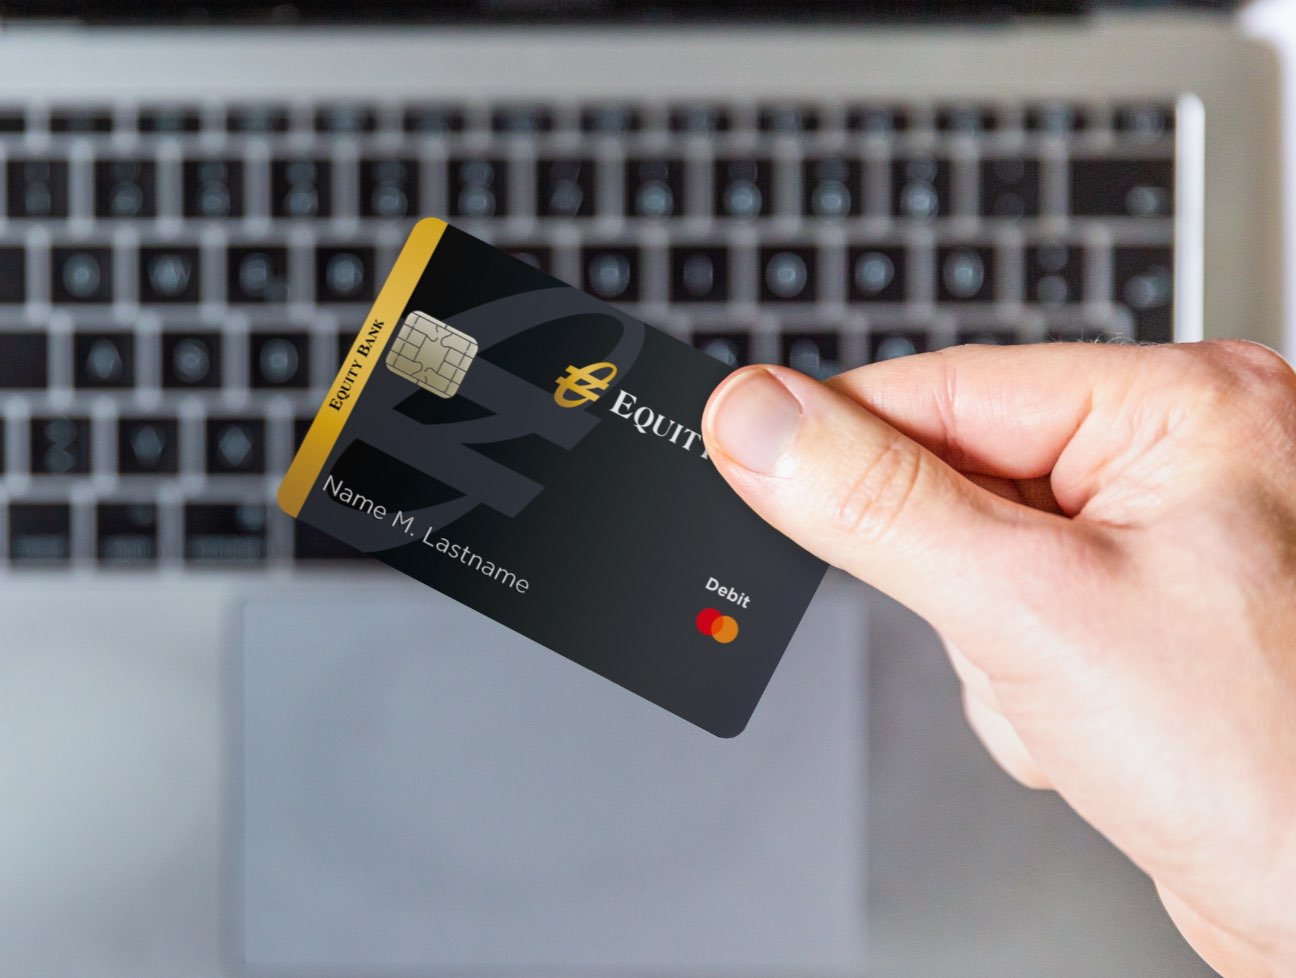 EQUITY BANK
EQUITY
Name M. Lastname
Debit